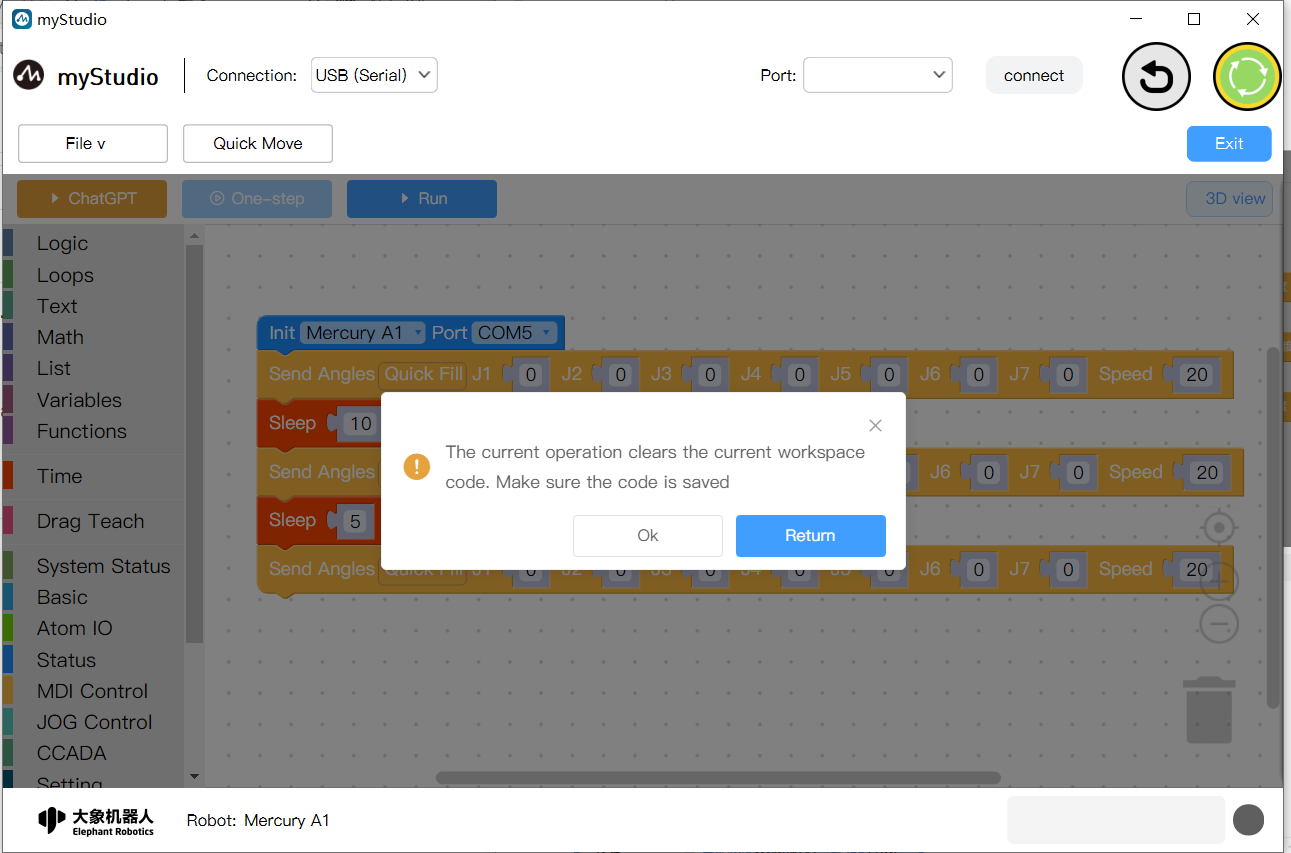 myStudio
myStudio
Connection:
USB (Serial)
Port:
connect
File v
Quick Move
Exit
ChatGPT
One-step
Run
3D view
Logic
Loops
Text
Math
List
Variables
Functions
Time
Drag Teach
System Status
Basic
Atom IO
Status
MDI Control
JOG Control
CCADA
Setting
Init Mercury A1 Port COM5
Send Angles Quick Fill J1 0 J2 0 J3 0 J4 0 J5 0 J6 0 J7 0 Speed 20
Sleep 10
Send Angles J6 0 J7 0 Speed 20
Sleep 5
Send Angles Quick Fill J1 0 J2 0 J3 0 J4 0 J5 0 J6 0 J7 0 Speed 20
The current operation clears the current workspace
code. Make sure the code is saved
Ok
Return
大象机器人
Elephant Robotics
Robot: Mercury A1